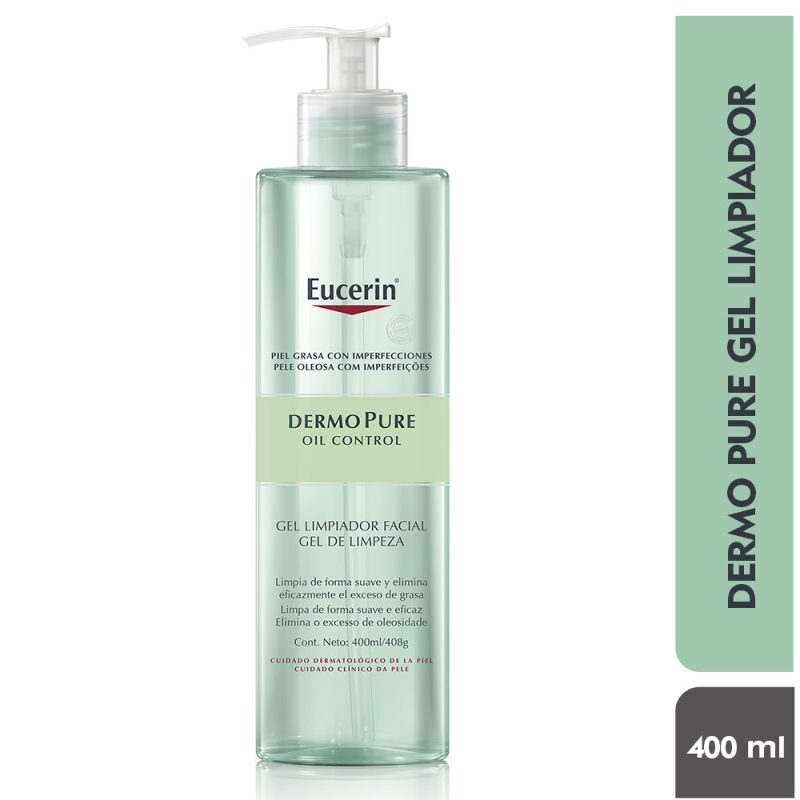 Eucerin®
PIEL GRASA CON IMPERFECCIONES
PELE OLEOSA COM IMPERFEIÇÕES
DERMOPURE
OIL CONTROL
GEL LIMPIADOR FACIAL
GEL DE LIMPEZA
Limpia de forma suave y elimina
eficazmente el exceso de grasa
Limpa de forma suave e eficaz
Elimina o excesso de oleosidade
Cont. Neto: 400ml/408g
CUIDADO DERMATOLÓGICO DE LA PIEL
CUIDADO CLÍNICO DA PELE
DERMO PURE GEL LIMPIADOR
400 ml